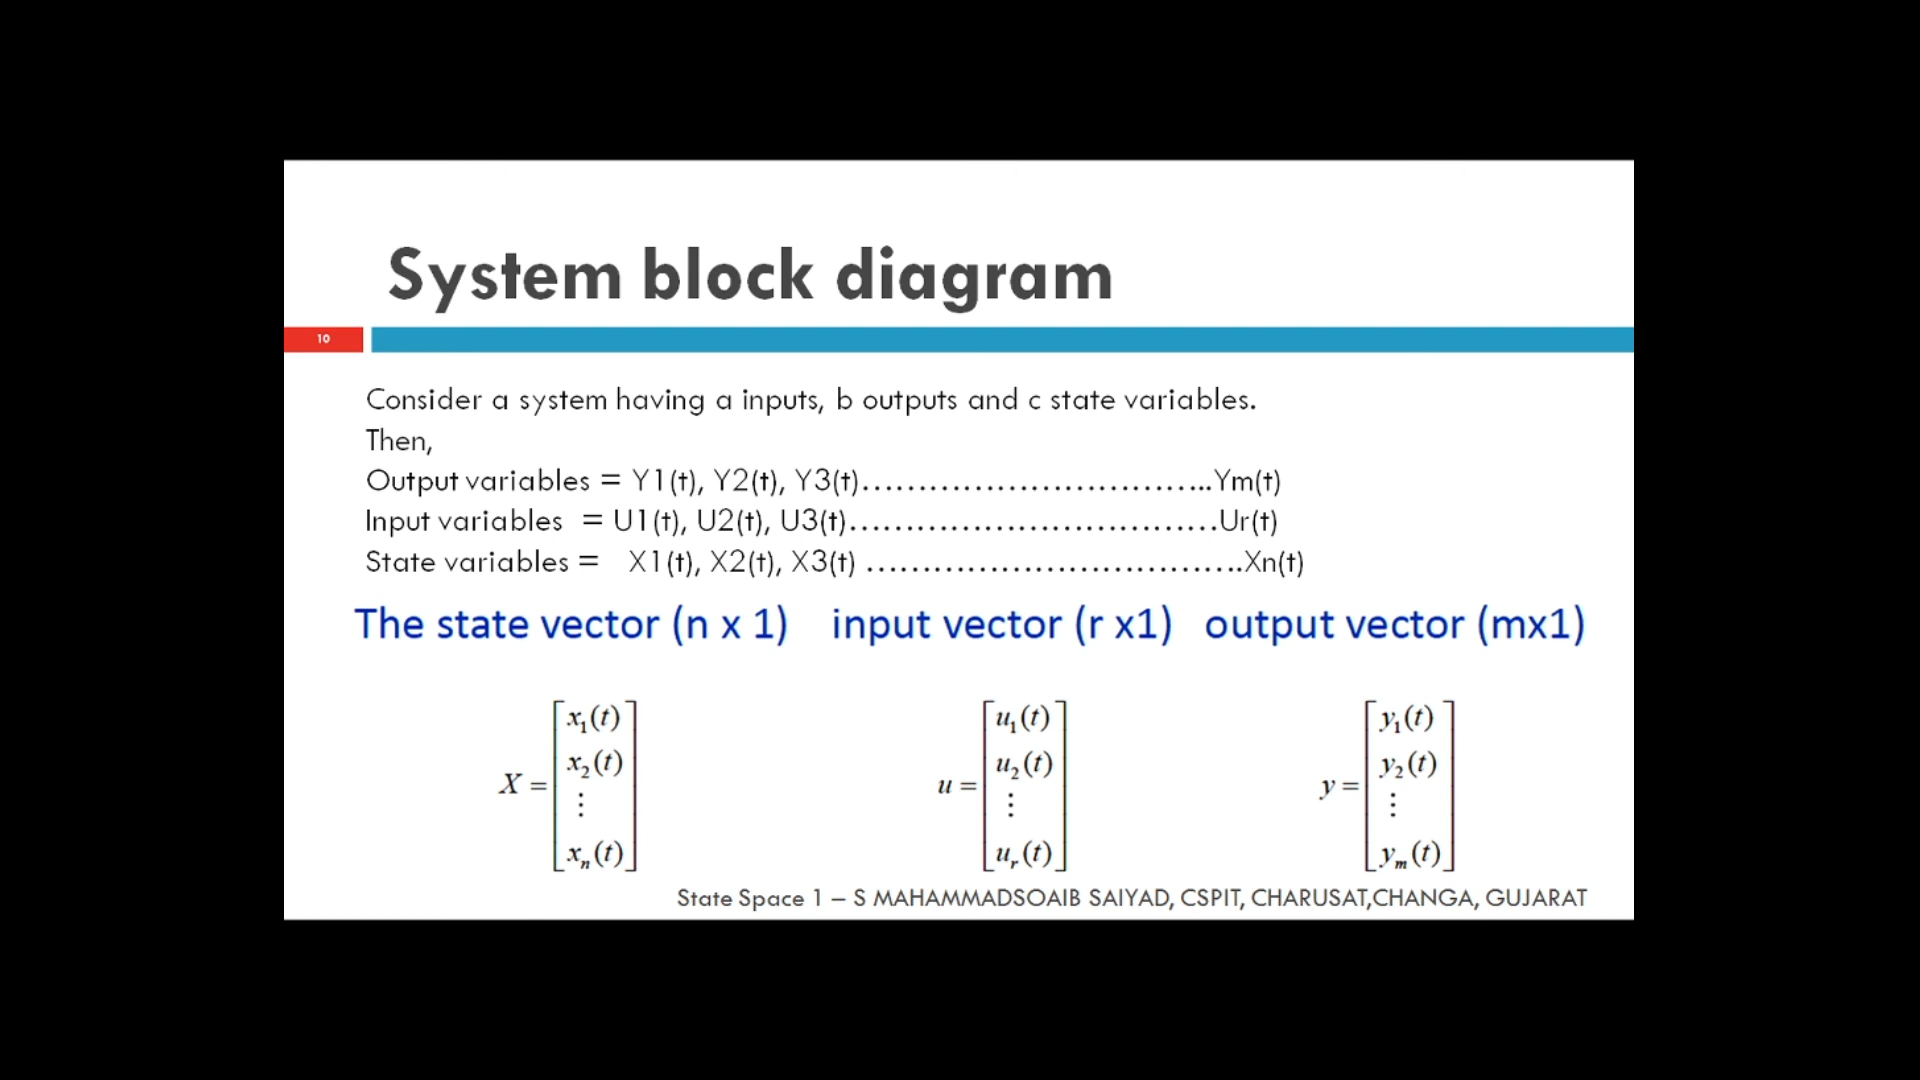 System block diagram
10
Consider a system having a inputs, b outputs and c state variables.
Then,
Output variables = Y1(t), Y2(t), Y3(t)…………………………...Ym(t)
Input variables = U1(t), U2(t), U3(t)……………………………Ur(t)
State variables = X1(t), X2(t), X3(t) …………………………….Xn(t)
The state vector (n x 1) input vector (r x1) output vector (mx1)
X = [x₁(t) x₂(t) ⋮ xₙ(t)] u = [u₁(t) u₂(t) ⋮ uᵣ(t)] y = [y₁(t) y₂(t) ⋮ yₘ(t)]
State Space 1 – S MAHAMMADSOAIB SAIYAD, CSPIT, CHARUSAT,CHANGA, GUJARAT